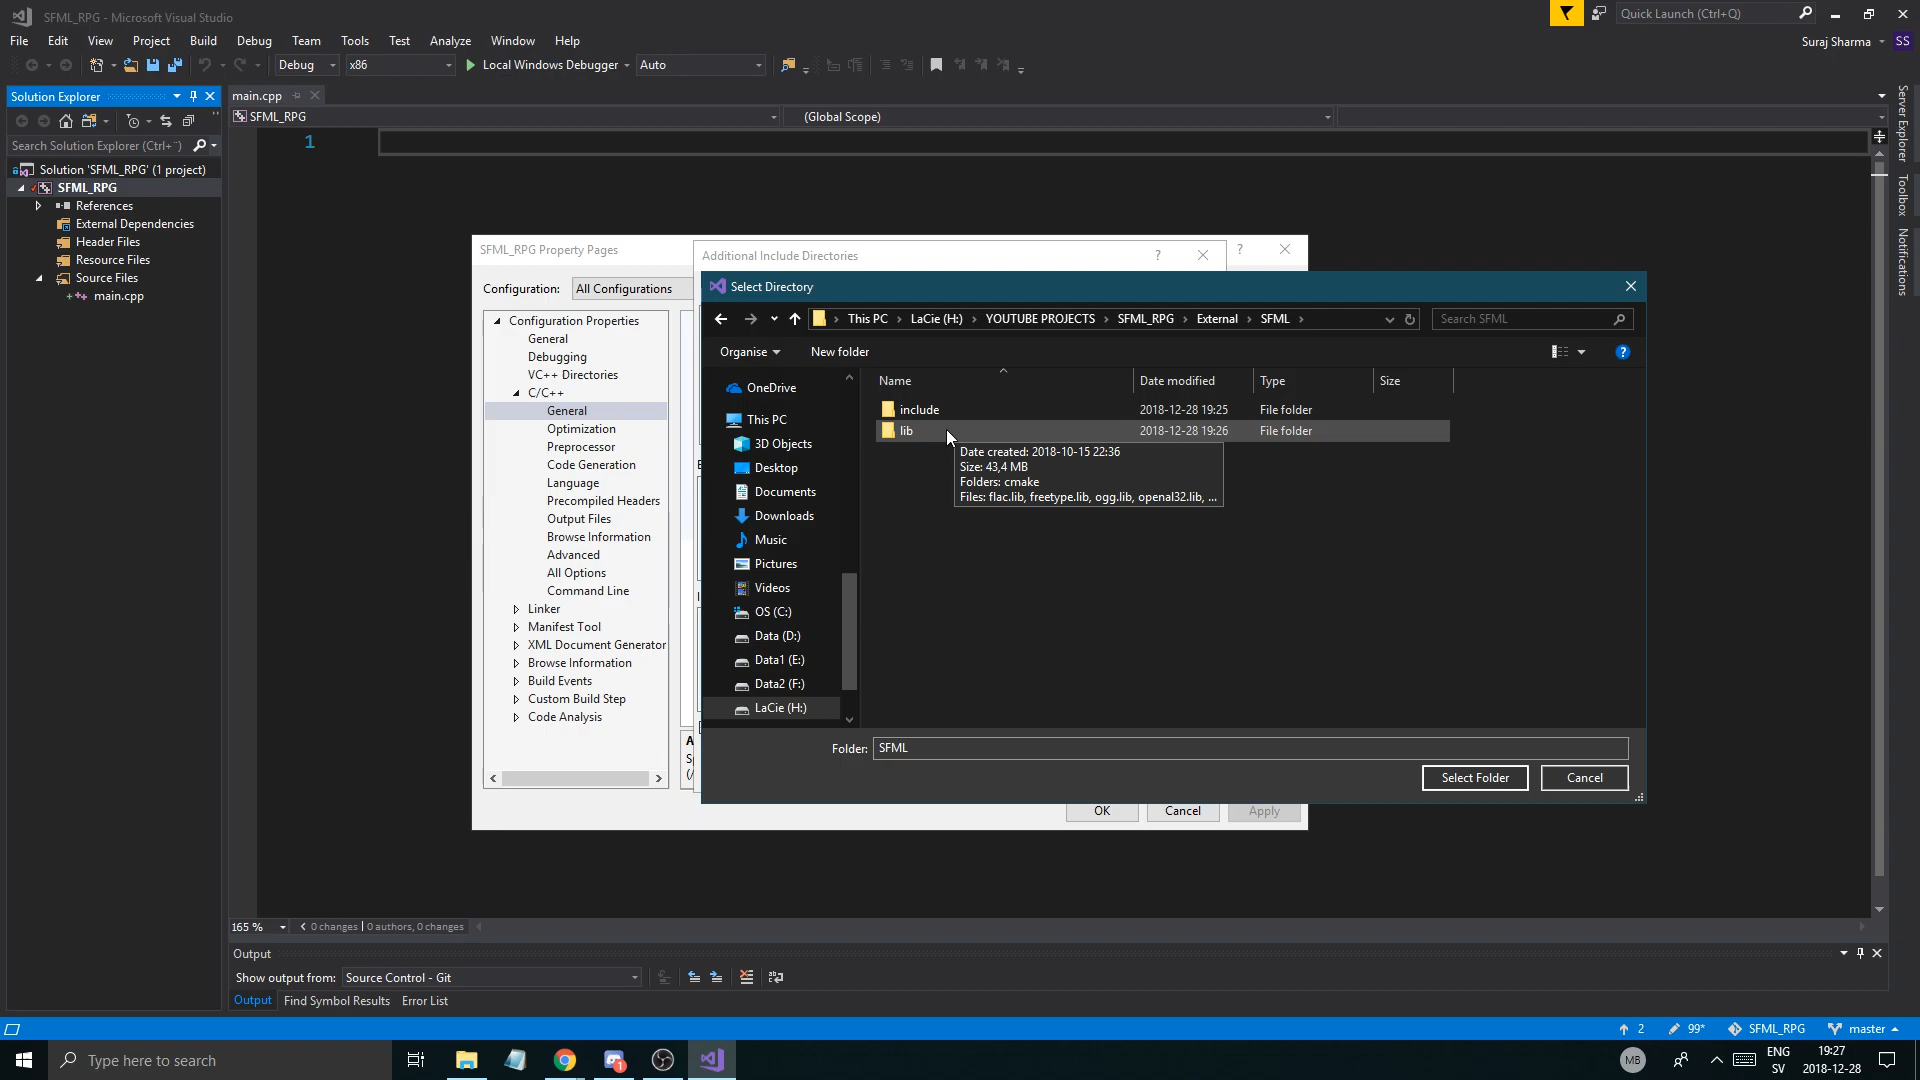 SFML_RPG - Microsoft Visual Studio
Quick Launch (Ctrl+Q)
File Edit View Project Build Debug Team Tools Test Analyze Window Help
Suraj Sharma SS
Debug x86 Local Windows Debugger Auto
Solution Explorer
main.cpp
SFML_RPG
(Global Scope)
Search Solution Explorer (Ctrl+¨)
1
Solution 'SFML_RPG' (1 project)
SFML_RPG
References
External Dependencies
Header Files
Resource Files
Source Files
main.cpp
Server Explorer
Toolbox
Notifications
SFML_RPG Property Pages
Additional Include Directories
? ×
? ×
Configuration: All Configurations
Configuration Properties
General
Debugging
VC++ Directories
C/C++
General
Optimization
Preprocessor
Code Generation
Language
Precompiled Headers
Output Files
Browse Information
Advanced
All Options
Command Line
Linker
Manifest Tool
XML Document Generator
Browse Information
Build Events
Custom Build Step
Code Analysis
OK Cancel Apply
Select Directory
This PC › LaCie (H:) › YOUTUBE PROJECTS › SFML_RPG › External › SFML ›
Search SFML
Organise New folder
OneDrive
This PC
3D Objects
Desktop
Documents
Downloads
Music
Pictures
Videos
OS (C:)
Data (D:)
Data1 (E:)
Data2 (F:)
LaCie (H:)
Name Date modified Type Size
include 2018-12-28 19:25 File folder
lib 2018-12-28 19:26 File folder
Date created: 2018-10-15 22:36
Size: 43,4 MB
Folders: cmake
Files: flac.lib, freetype.lib, ogg.lib, openal32.lib, ...
Folder: SFML
Select Folder Cancel
165 %
0 changes | 0 authors, 0 changes
Output
Show output from: Source Control - Git
Output Find Symbol Results Error List
2 99* SFML_RPG master
Type here to search
1
MB
ENG
SV
19:27
2018-12-28